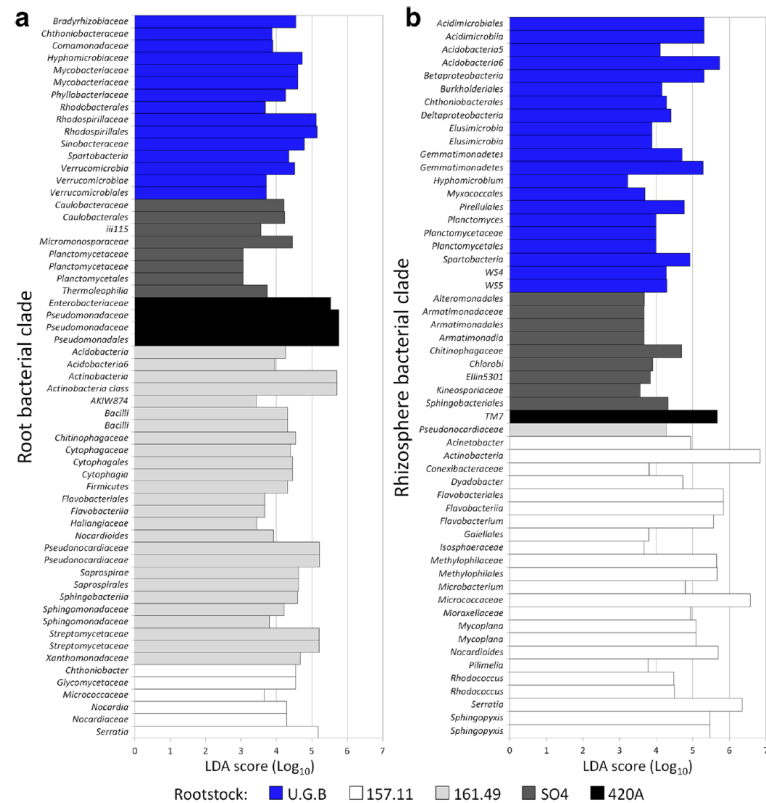 a
Bradyrhizobiaceae
Chthoniobacteraceae
Comamonadaceae
Hyphomicrobiaceae
Mycobacteriaceae
Mycobacteriaceae
Phyllobacteriaceae
Rhodobacterales
Rhodospirillaceae
Rhodospirillales
Sinobacteraceae
Spartobacteria
Verrucomicrobia
Verrucomicrobiae
Verrucomicrobiales
Caulobacteraceae
Caulobacterales
iii115
Micromonosporaceae
Planctomycetaceae
Planctomycetaceae
Planctomycetales
Thermoleophilia
Enterobacteriaceae
Pseudomonadaceae
Pseudomonadaceae
Pseudomonadales
Acidobacteria
Acidobacteria6
Actinobacteria
Actinobacteria class
AKIW874
Bacilli
Bacilli
Chitinophagaceae
Cytophagaceae
Cytophagales
Cytophagia
Firmicutes
Flavobacteriales
Flavobacteriia
Haliangiaceae
Nocardioides
Pseudonocardiaceae
Pseudonocardiaceae
Saprospirae
Saprospirales
Sphingobacteriia
Sphingomonadaceae
Sphingomonadaceae
Streptomycetaceae
Streptomycetaceae
Xanthomonadaceae
Chthoniobacter
Glycomycetaceae
Micrococcaceae
Nocardia
Nocardiaceae
Serratia
Root bacterial clade
0 1 2 3 4 5 6 7
LDA score (Log10)
b
Acidimicrobiales
Acidimicrobiia
Acidobacteria5
Acidobacteria6
Betaproteobacteria
Burkholderiales
Chthoniobacterales
Deltaproteobacteria
Elusimicrobia
Elusimicrobia
Gemmatimonadetes
Gemmatimonadetes
Hyphomicrobium
Myxococcales
Pirellulales
Planctomyces
Planctomycetaceae
Planctomycetales
Spartobacteria
WS4
WS5
Alteromonadales
Armatimonadaceae
Armatimonadales
Armatimonadia
Chitinophagaceae
Chlorobi
Ellin5301
Kineosporiaceae
Sphingobacteriales
TM7
Pseudonocardiaceae
Acinetobacter
Actinobacteria
Conexibacteraceae
Dyadobacter
Flavobacteriales
Flavobacteriia
Flavobacterium
Gaiellales
Isosphaeraceae
Methylophilaceae
Methylophilales
Microbacterium
Micrococcaceae
Moraxellaceae
Mycoplana
Mycoplana
Nocardioides
Pilimelia
Rhodococcus
Rhodococcus
Serratia
Sphingopyxis
Sphingopyxis
Rhizosphere bacterial clade
0 1 2 3 4 5 6 7
LDA score (Log10)
Rootstock: U.G.B 157.11 161.49 SO4 420A